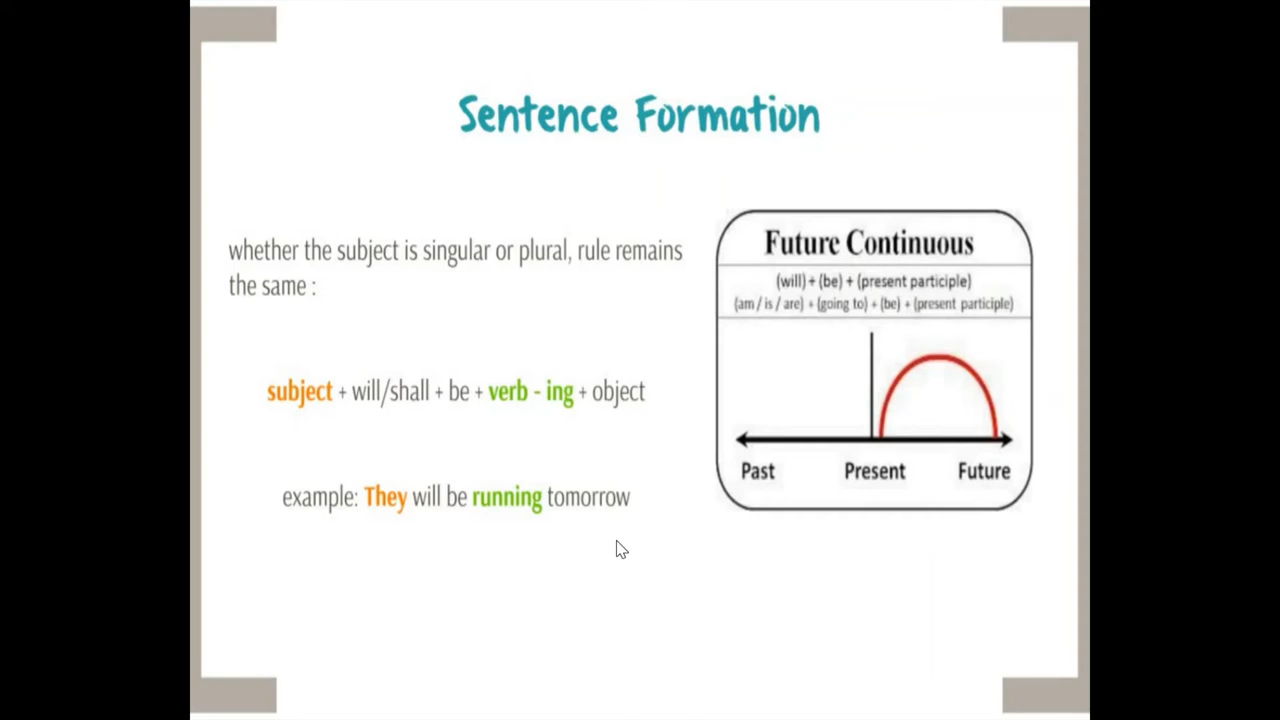 Sentence Formation
whether the subject is singular or plural, rule remains
the same :
subject + will/shall + be + verb - ing + object
example: They will be running tomorrow
Future Continuous
(will) + (be) + (present participle)
(am / is / are) + (going to) + (be) + (present participle)
Past Present Future